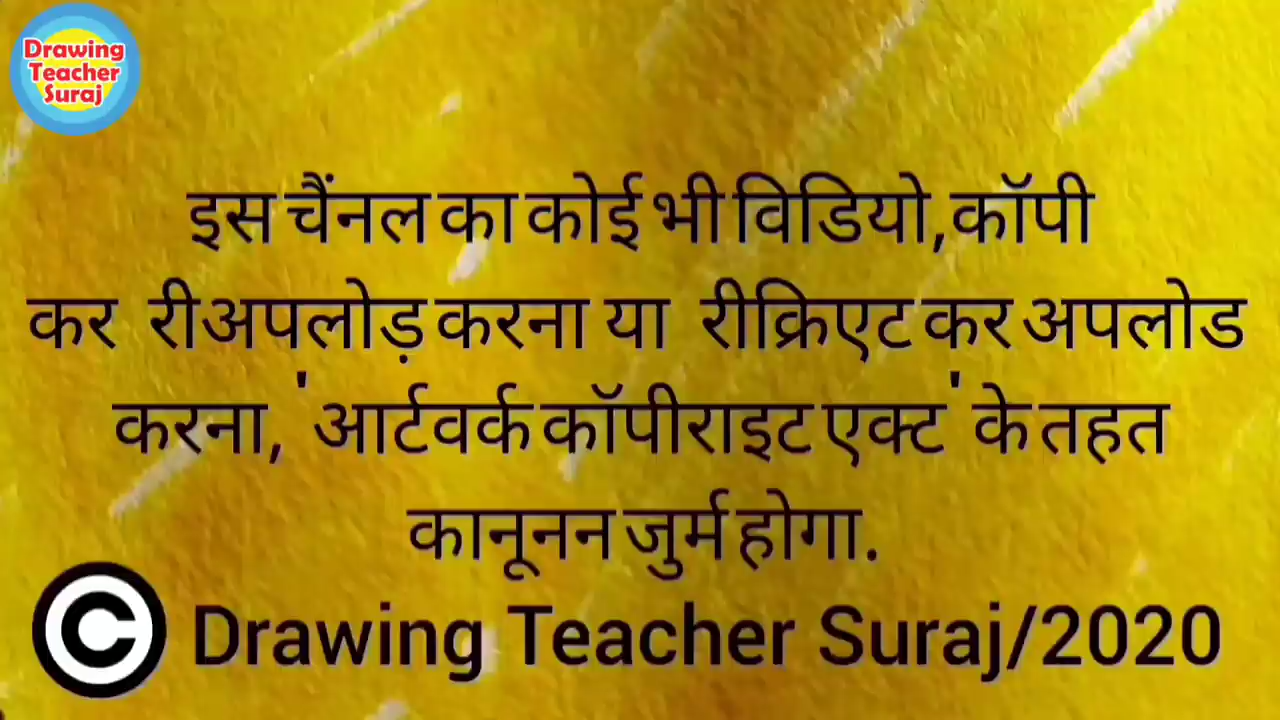 Drawing
Teacher
Suraj
इस चैंनल का कोई भी विडियो,कॉपी
कर रीअपलोड़ करना या रीक्रिएट कर अपलोड
करना, 'आर्टवर्क कॉपीराइट एक्ट' के तहत
कानूनन जुर्म होगा.
© Drawing Teacher Suraj/2020